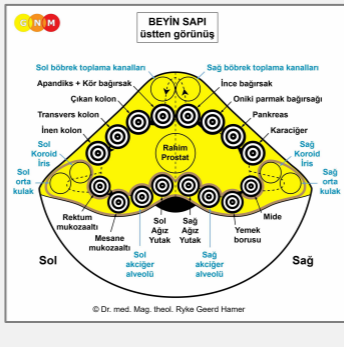 GNM
BEYİN SAPI
üstten görünüş
Sol böbrek toplama kanalları
Sağ böbrek toplama kanalları
Apandiks + Kör bağırsak
İnce bağırsak
Çıkan kolon
Oniki parmak bağırsağı
Transvers kolon
Pankreas
İnen kolon
Karaciğer
Rahim
Prostat
Sol
Koroid
İris
Sağ
Koroid
İris
Sol
orta
kulak
Sağ
orta
kulak
Rektum
mukozaaltı
Mesane
mukozaaltı
Sol
akciğer
alveolü
Sol
Ağız
Yutak
Sağ
Ağız
Yutak
Sağ
akciğer
alveolü
Yemek
borusu
Mide
Sol
Sağ
© Dr. med. Mag. theol. Ryke Geerd Hamer